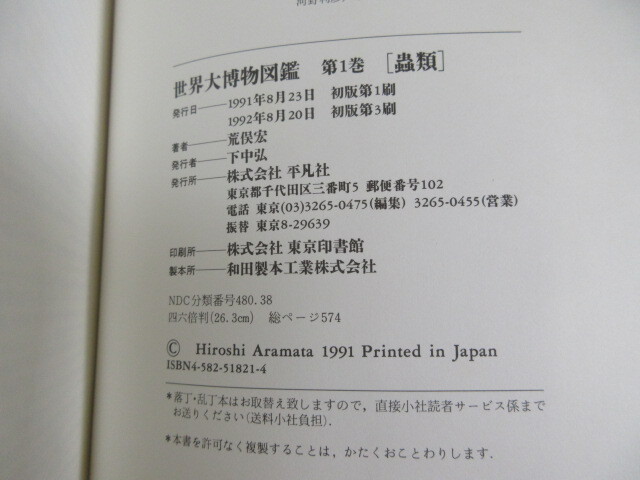 世界大博物図鑑 第1巻 [蟲類]
発行日——1991年8月23日 初版第1刷
1992年8月20日 初版第3刷
著者——荒俣宏
発行者——下中弘
発行所——株式会社 平凡社
東京都千代田区三番町5 郵便番号102
電話 東京(03)3265-0475(編集) 3265-0455(営業)
振替 東京8-29639
印刷所——株式会社 東京印書館
製本所——和田製本工業株式会社
NDC分類番号480.38
四六倍判(26.3cm) 総ページ574
© Hiroshi Aramata 1991 Printed in Japan
ISBN4-582-51821-4
*落丁・乱丁本はお取替え致しますので，直接小社読者サービス係まで
お送りください(送料小社負担).
*本書を許可なく複製することは，かたくおことわりします.